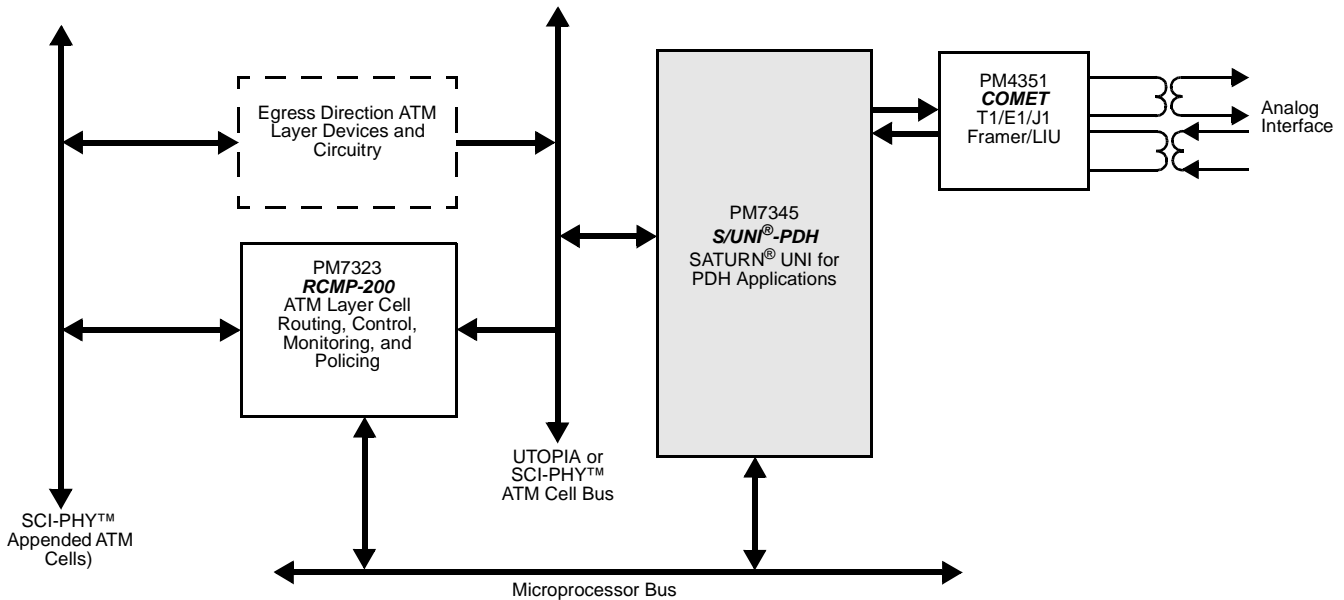 Egress Direction ATM
Layer Devices and
Circuitry
PM7323
RCMP-200
ATM Layer Cell
Routing, Control,
Monitoring, and
Policing
PM7345
S/UNI®-PDH
SATURN® UNI for
PDH Applications
PM4351
COMET
T1/E1/J1
Framer/LIU
Analog
Interface
UTOPIA or
SCI-PHY™
ATM Cell Bus
SCI-PHY™
Appended ATM
Cells)
Microprocessor Bus